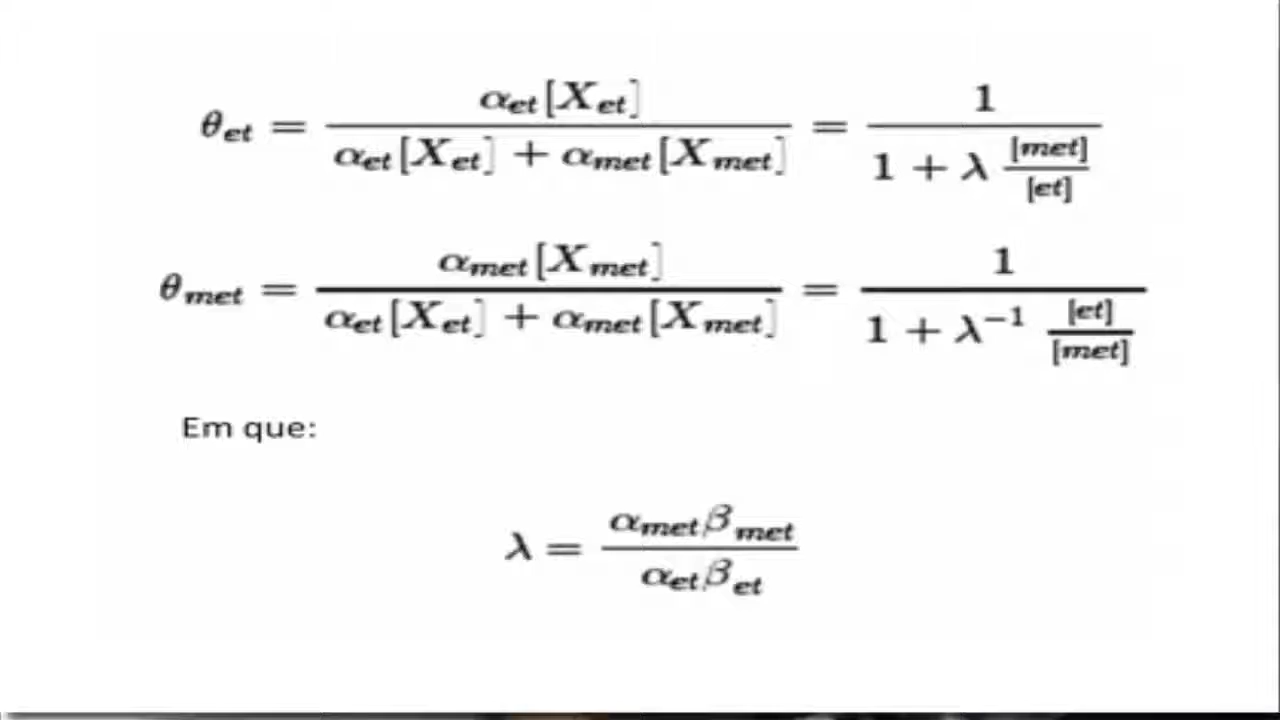 θ_et = α_et[X_et] / (α_et[X_et] + α_met[X_met]) = 1 / (1 + λ [met]/[et])
θ_met = α_met[X_met] / (α_et[X_et] + α_met[X_met]) = 1 / (1 + λ⁻¹ [et]/[met])
Em que:
λ = α_met β_met / (α_et β_et)